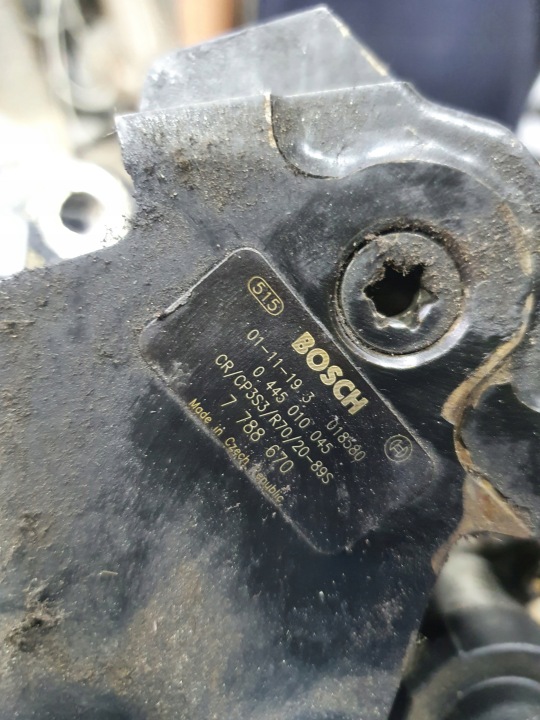 515
BOSCH
01-11-19 3 018580
0 445 010 045
CR/CP3S3/R70/20-89S
7 788 670
Made in Czech Republic